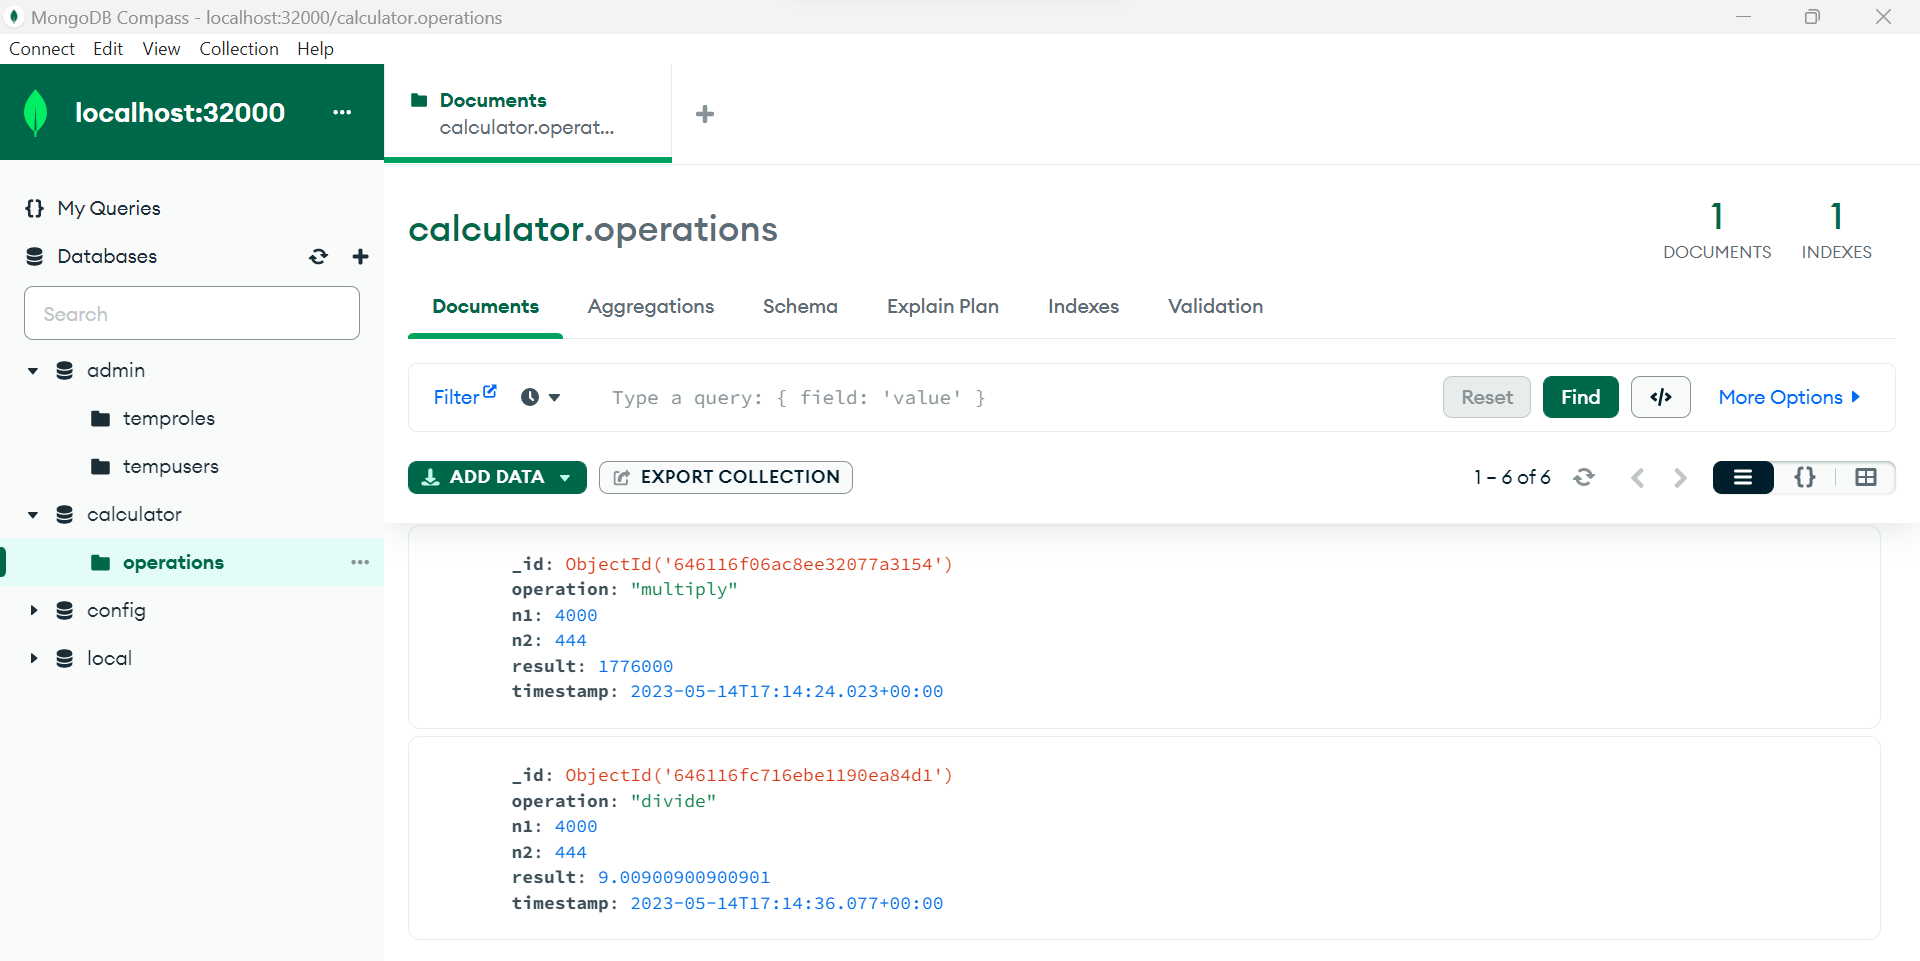 MongoDB Compass - localhost:32000/calculator.operations
Connect Edit View Collection Help
localhost:32000
Documents
calculator.operat...
My Queries
Databases
Search
admin
temproles
tempusers
calculator
operations
config
local
calculator.operations
1
DOCUMENTS
1
INDEXES
Documents Aggregations Schema Explain Plan Indexes Validation
Filter
Type a query: { field: 'value' }
Reset
Find
</>
More Options
ADD DATA
EXPORT COLLECTION
1 – 6 of 6
{}
_id: ObjectId('646116f06ac8ee32077a3154')
operation: "multiply"
n1: 4000
n2: 444
result: 1776000
timestamp: 2023-05-14T17:14:24.023+00:00
_id: ObjectId('646116fc716ebe1190ea84d1')
operation: "divide"
n1: 4000
n2: 444
result: 9.00900900900901
timestamp: 2023-05-14T17:14:36.077+00:00